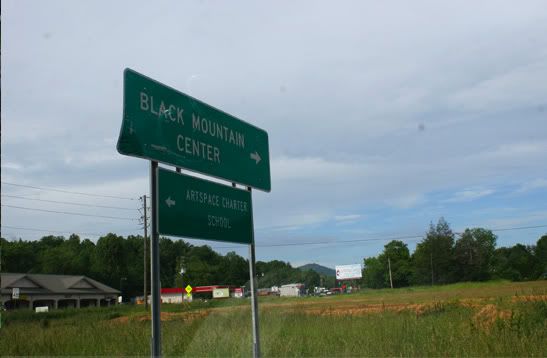 BLACK MOUNTAIN
CENTER
ARTSPACE CHARTER
SCHOOL